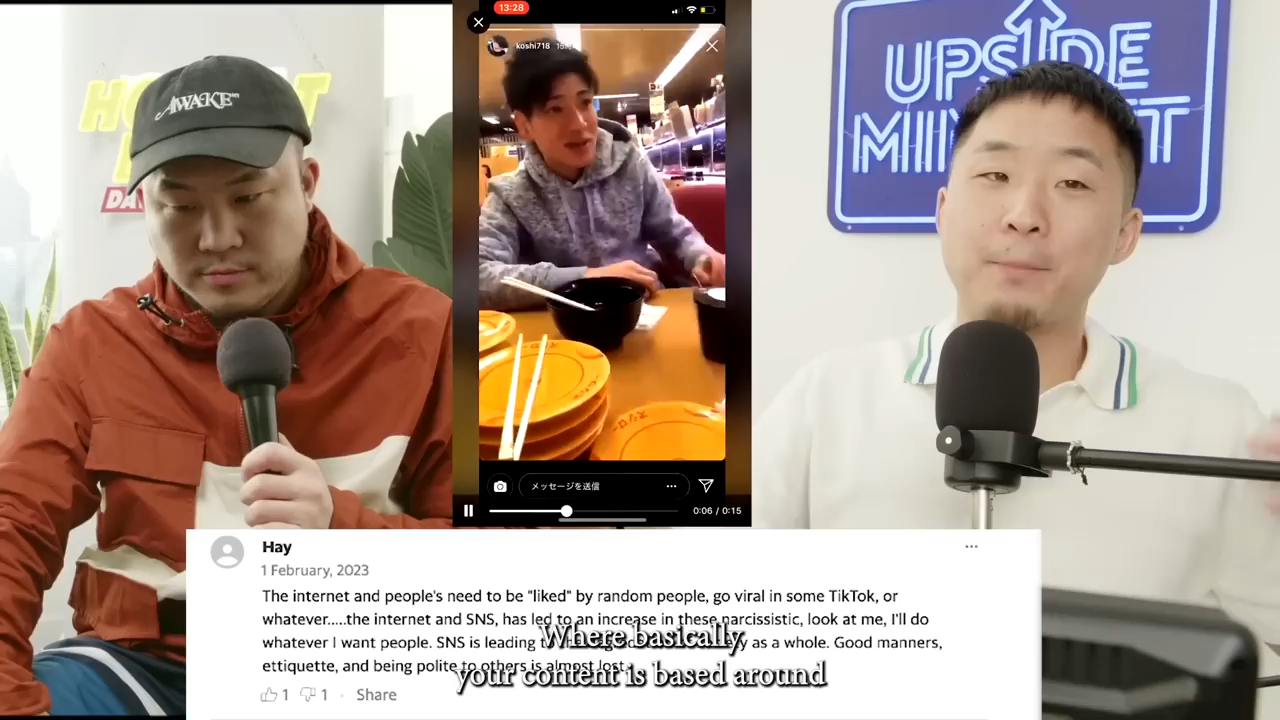 13:28
koshi718
メッセージを送信
0:06 / 0:15
AWAKE
UPSIDE
Hay
1 February, 2023
The internet and people's need to be "liked" by random people, go viral in some TikTok, or
whatever.....the internet and SNS, has led to an increase in these narcissistic, look at me, I'll do
whatever I want people. SNS is leading as a whole. Good manners,
ettiquette, and being polite to others is almost lost.
Where basically,
your content is based around
1 1 · Share